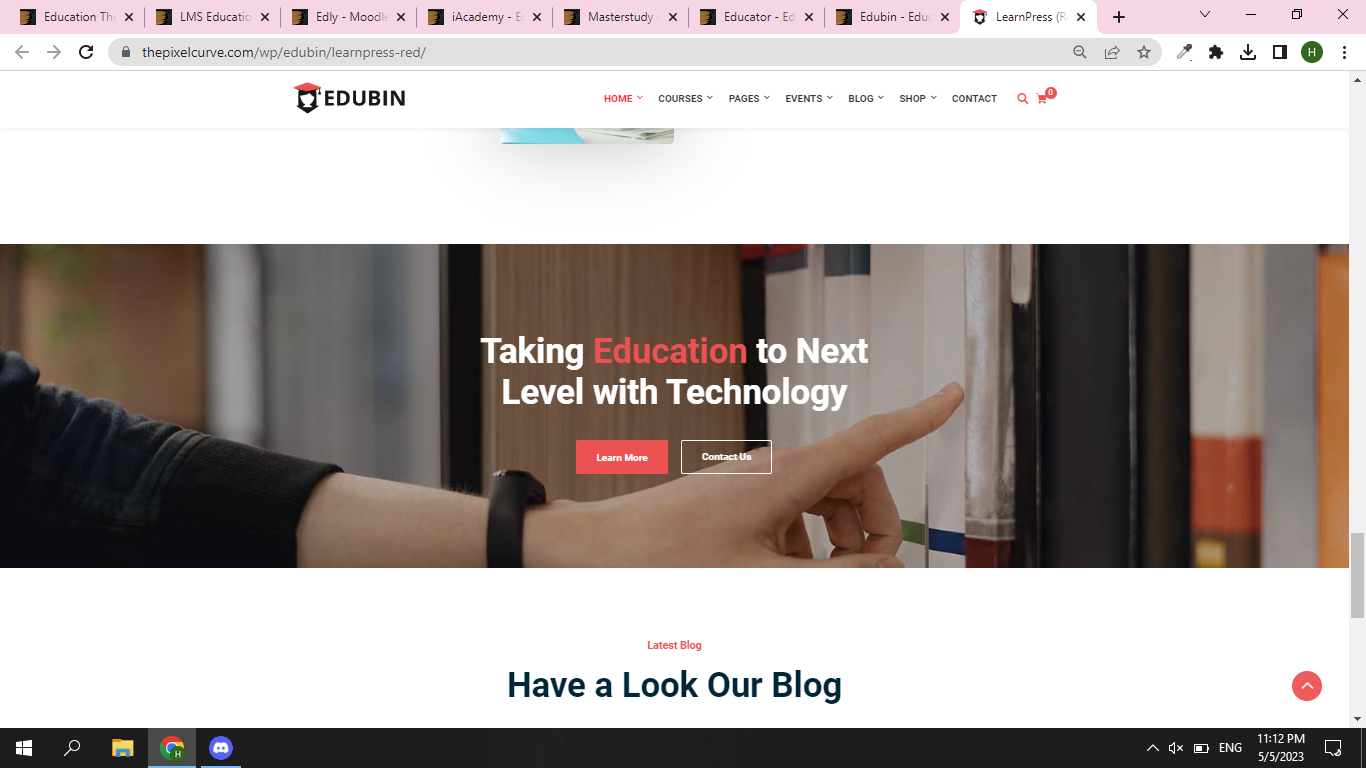 Education The
LMS Educatio
Edly - Moodle
iAcademy - Er
Masterstudy -
Educator - Ed
Edubin - Educ
LearnPress (R
thepixelcurve.com/wp/edubin/learnpress-red/
H
EDUBIN
HOME COURSES PAGES EVENTS BLOG SHOP CONTACT 0
Taking Education to Next
Level with Technology
Learn More Contact Us
Latest Blog
Have a Look Our Blog
H
ENG
11:12 PM
5/5/2023